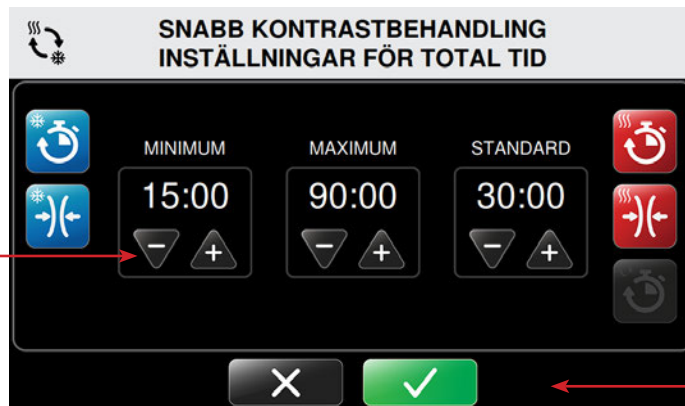 SNABB KONTRASTBEHANDLING
INSTÄLLNINGAR FÖR TOTAL TID
MINIMUM MAXIMUM STANDARD
15:00 90:00 30:00